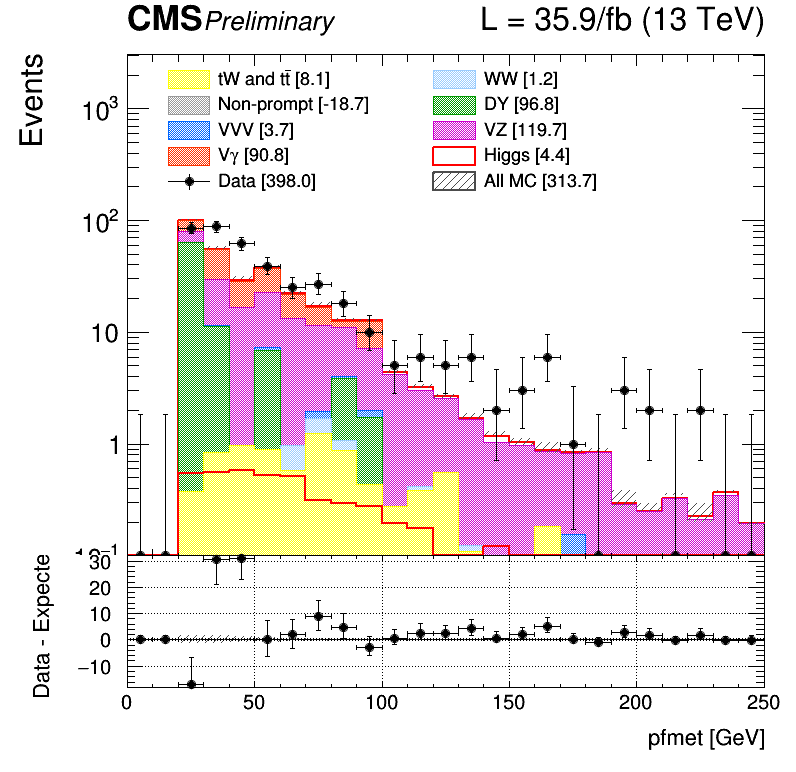 CMS Preliminary L = 35.9/fb (13 TeV)
Events
tW and tt̄ [8.1]
WW [1.2]
Non-prompt [-18.7]
DY [96.8]
VVV [3.7]
VZ [119.7]
Vγ [90.8]
Higgs [4.4]
Data [398.0]
All MC [313.7]
10³
10²
10
1
Data - Expecte
30
20
10
0
−10
0 50 100 150 200 250
pfmet [GeV]